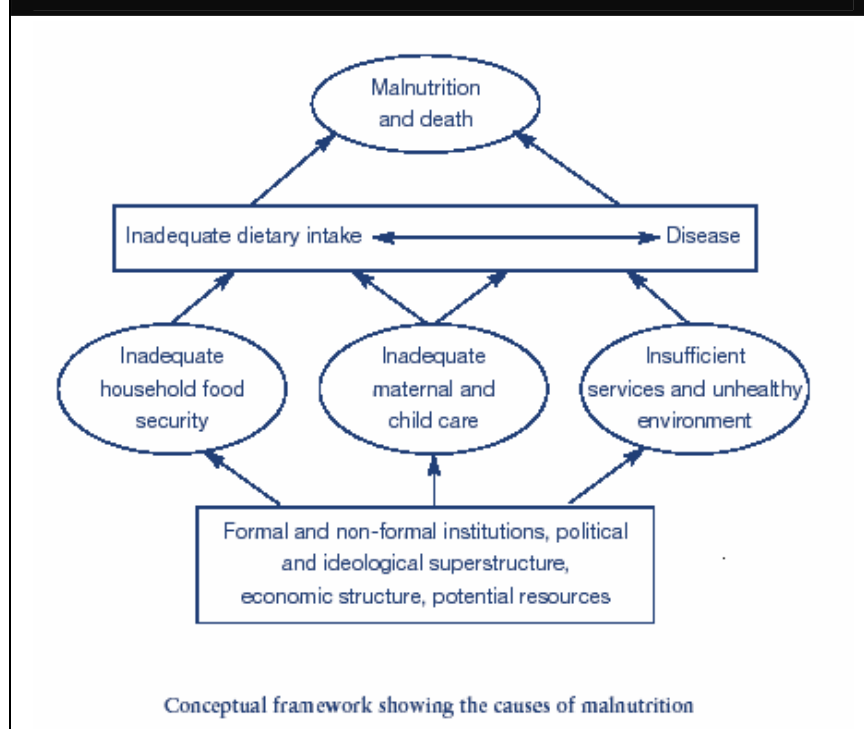 Malnutrition
and death
Inadequate dietary intake
Disease
Inadequate
household food
security
Inadequate
maternal and
child care
Insufficient
services and unhealthy
environment
Formal and non-formal institutions, political
and ideological superstructure,
economic structure, potential resources
Conceptual framework showing the causes of malnutrition